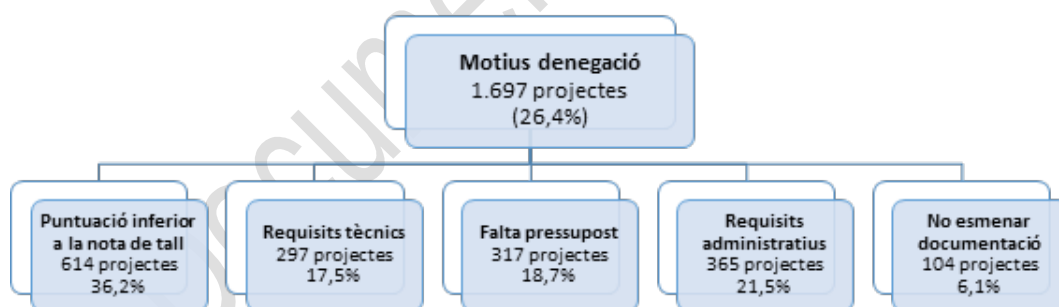 Motius denegació
1.697 projectes
(26,4%)
Puntuació inferior
a la nota de tall
614 projectes
36,2%
Requisits tècnics
297 projectes
17,5%
Falta pressupost
317 projectes
18,7%
Requisits
administratius
365 projectes
21,5%
No esmenar
documentació
104 projectes
6,1%